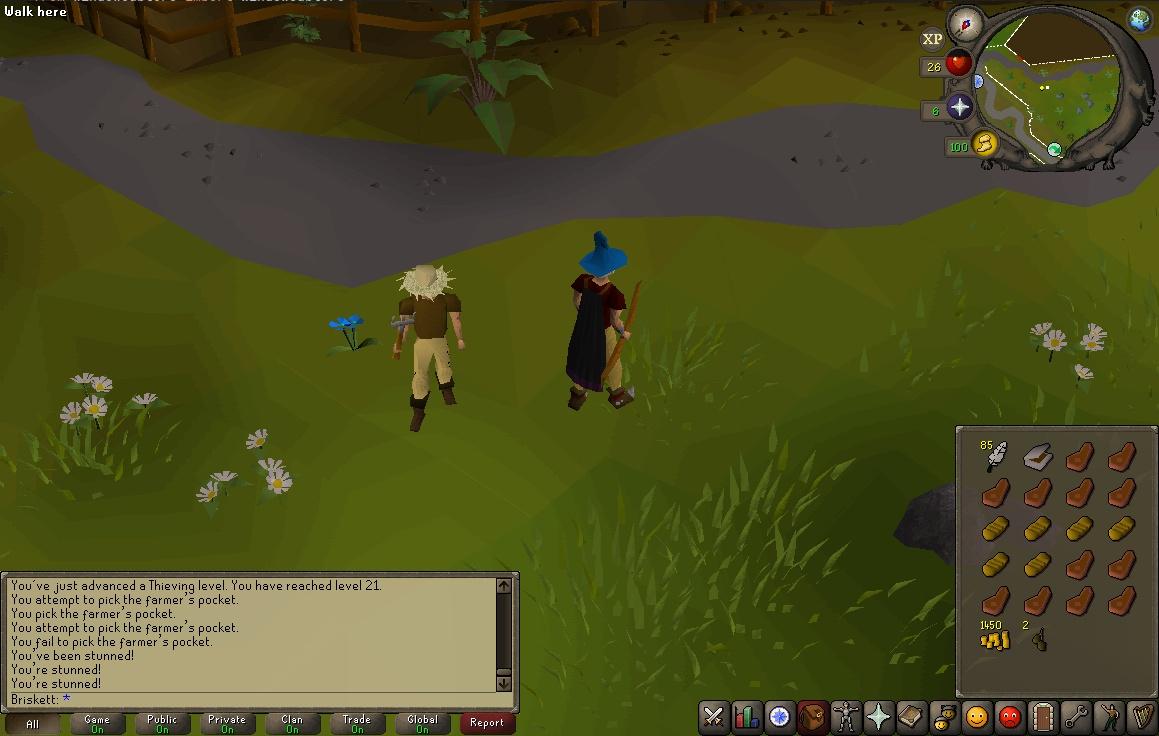 Walk here
XP
26
6
100
85
1450 2
You've just advanced a Thieving level. You have reached level 21.
You attempt to pick the farmer's pocket.
You pick the farmer's pocket.
You attempt to pick the farmer's pocket.
You fail to pick the farmer's pocket.
You've been stunned!
You're stunned!
You're stunned!
Briskett: *
All Game Public Private Clan Trade Global Report
On On On On On On